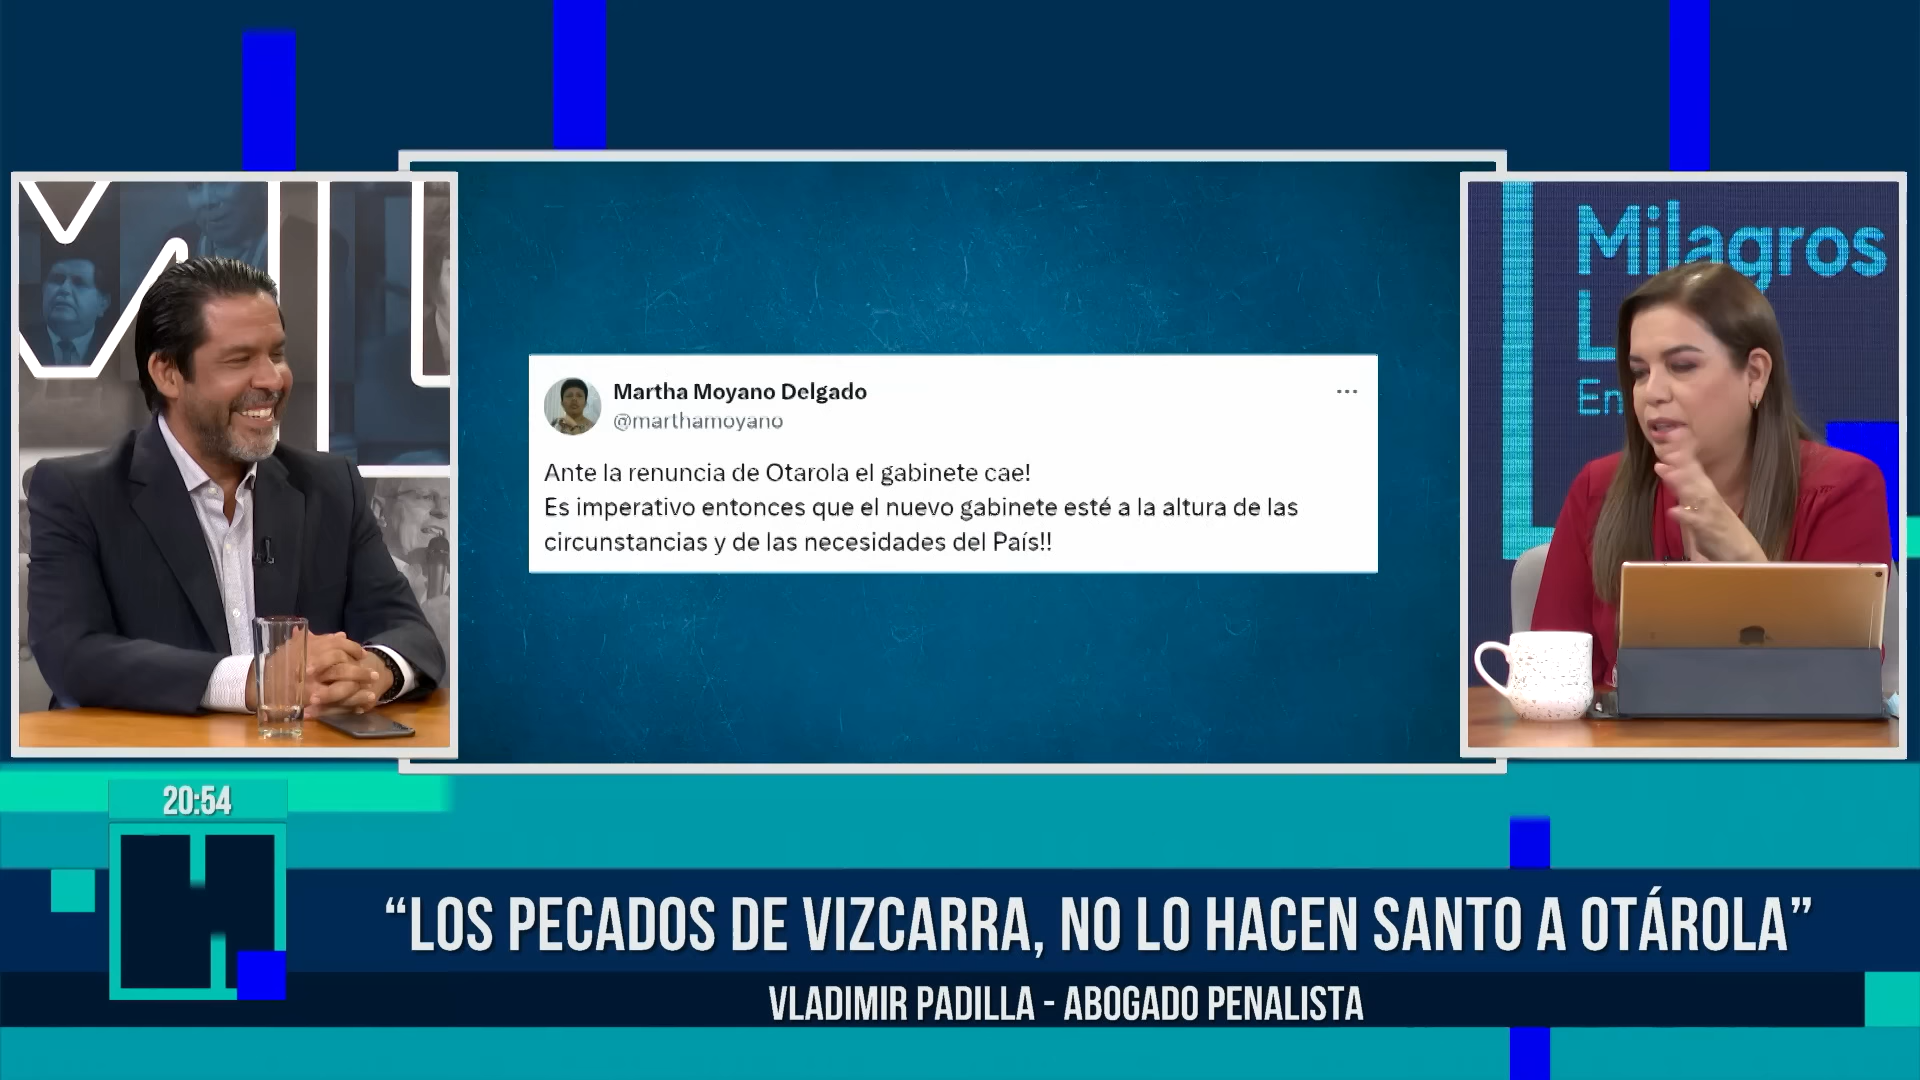 Milagros
L
En
Martha Moyano Delgado
@marthamoyano
Ante la renuncia de Otarola el gabinete cae!
Es imperativo entonces que el nuevo gabinete esté a la altura de las
circunstancias y de las necesidades del País!!
20:54
“LOS PECADOS DE VIZCARRA, NO LO HACEN SANTO A OTÁROLA”
VLADIMIR PADILLA - ABOGADO PENALISTA